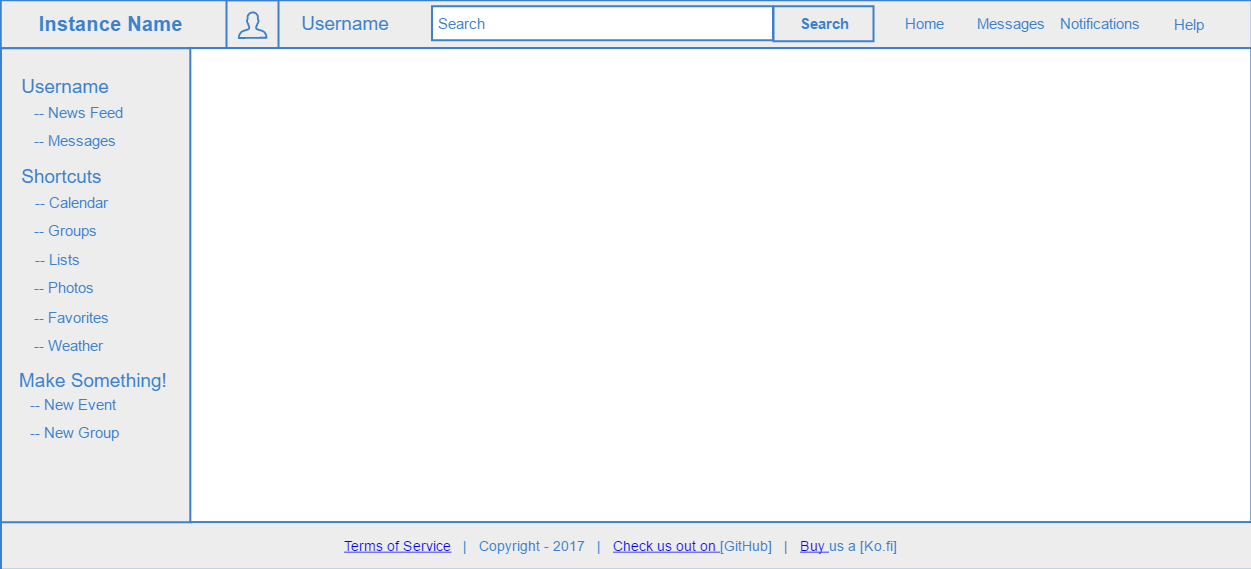 Instance Name
Username
Search
Search
Home
Messages
Notifications
Help
Username
-- News Feed
-- Messages
Shortcuts
-- Calendar
-- Groups
-- Lists
-- Photos
-- Favorites
-- Weather
Make Something!
-- New Event
-- New Group
Terms of Service | Copyright - 2017 | Check us out on [GitHub] | Buy us a [Ko.fi]